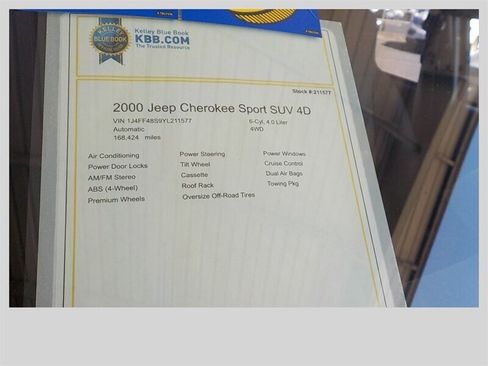 KELLEY
BLUE BOOK
Kelley Blue Book
KBB.COM
The Trusted Resource
Stock #:211577
2000 Jeep Cherokee Sport SUV 4D
VIN 1J4FF48S9YL211577 6-Cyl, 4.0 Liter
Automatic 4WD
168,424 miles
Air Conditioning Power Steering Power Windows
Power Door Locks Tilt Wheel Cruise Control
AM/FM Stereo Cassette Dual Air Bags
ABS (4-Wheel) Roof Rack Towing Pkg
Premium Wheels Oversize Off-Road Tires